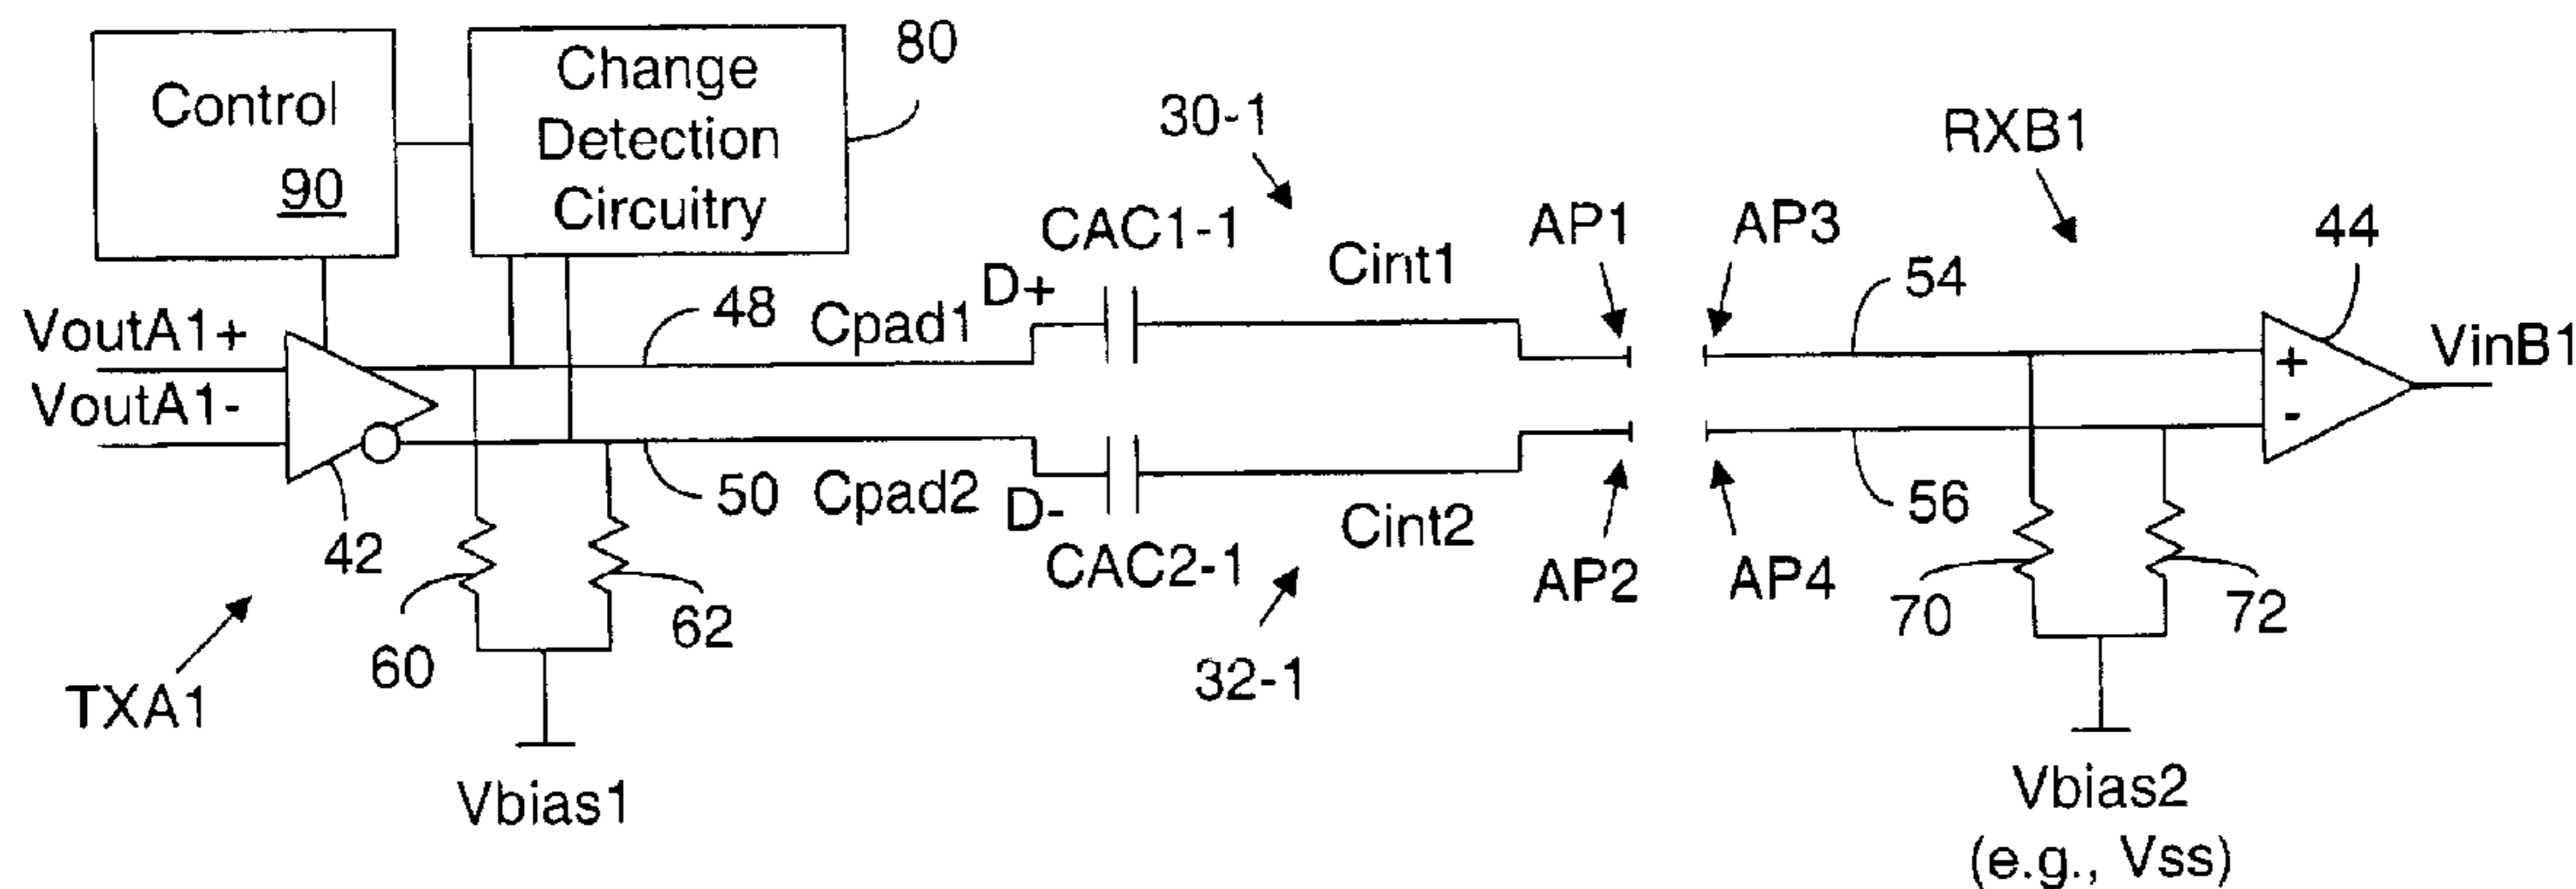 Control
90
Change
Detection
Circuitry
80
30-1
RXB1
CAC1-1
Cint1
AP1
AP3
44
D+
48
Cpad1
54
VoutA1+
VoutA1-
+
-
VinB1
42
50
Cpad2
D-
CAC2-1
Cint2
56
AP2
AP4
60
62
70
72
TXA1
32-1
Vbias1
Vbias2
(e.g., Vss)